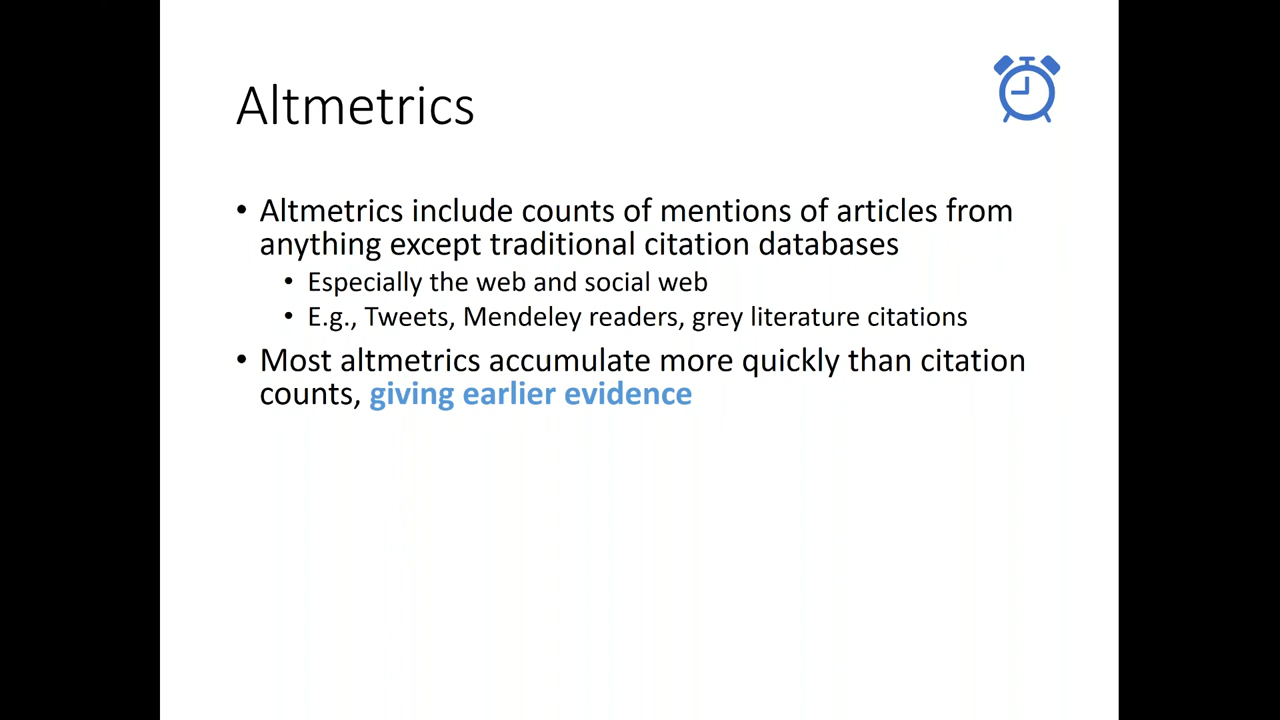 Altmetrics
• Altmetrics include counts of mentions of articles from
anything except traditional citation databases
• Especially the web and social web
• E.g., Tweets, Mendeley readers, grey literature citations
• Most altmetrics accumulate more quickly than citation
counts, giving earlier evidence